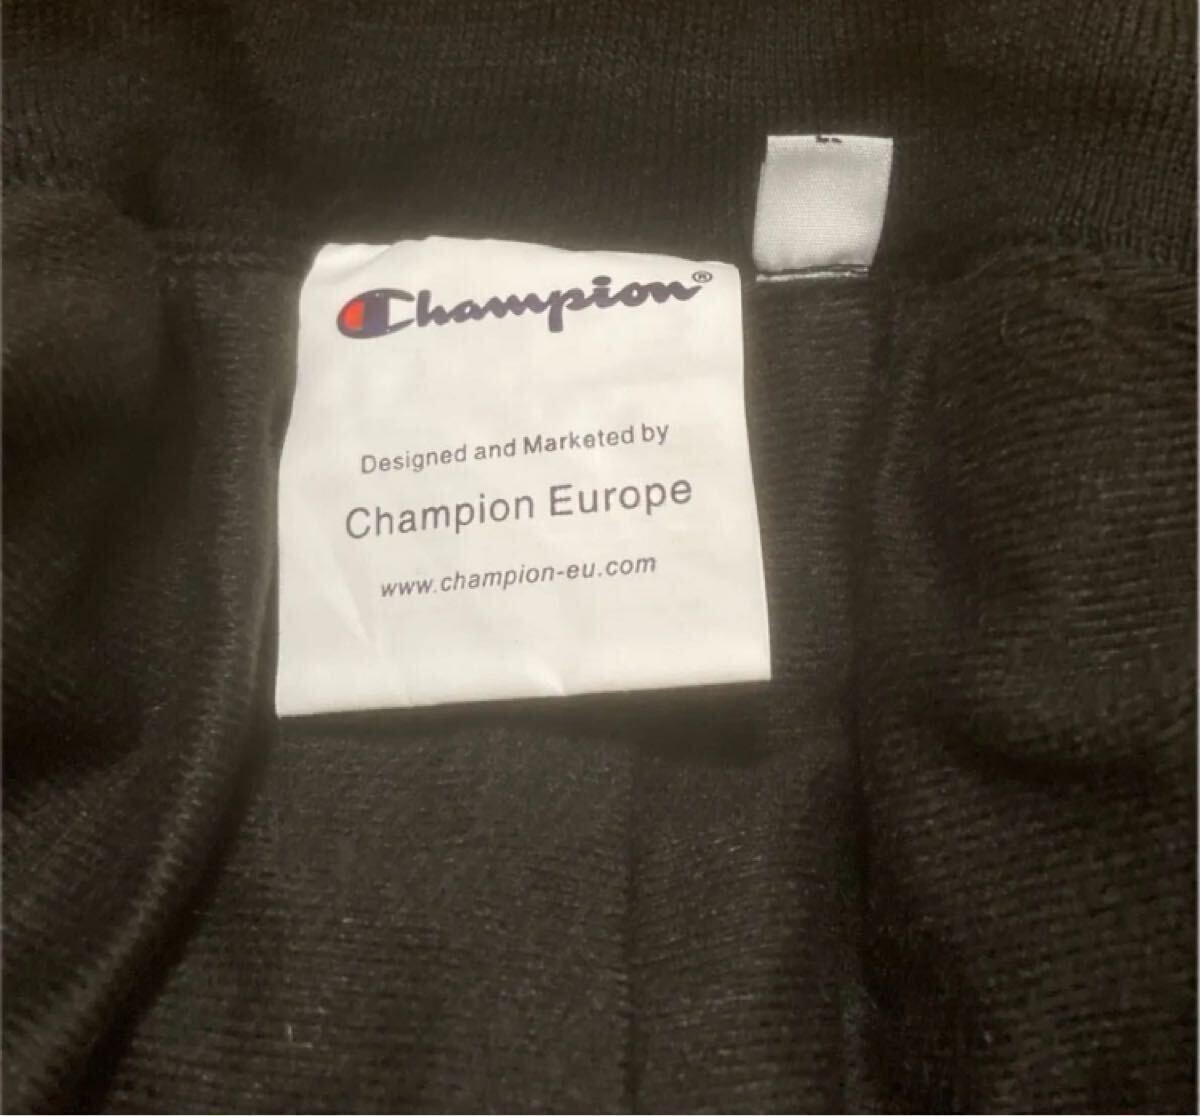 Champion®
Designed and Marketed by
Champion Europe
www.champion-eu.com